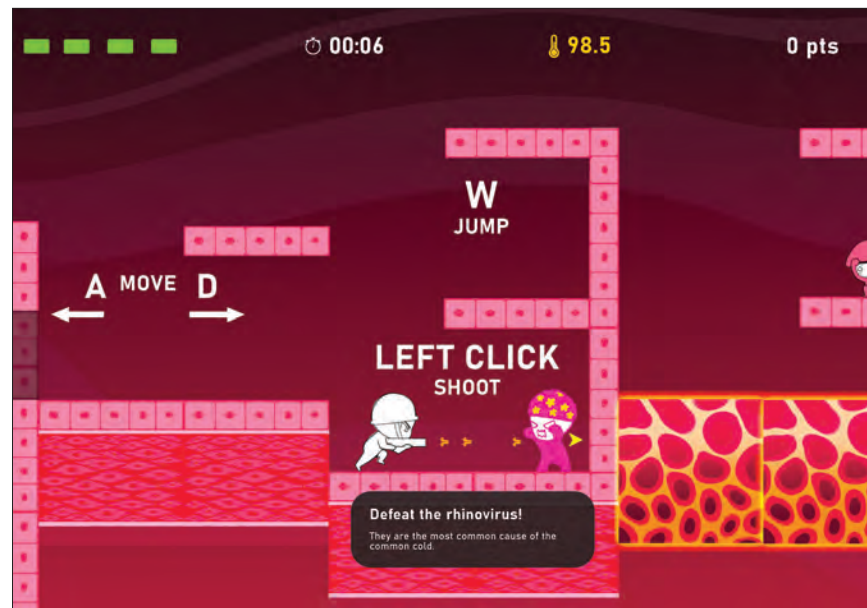 00:06 98.5 0 pts
W
JUMP
A MOVE D
LEFT CLICK
SHOOT
Defeat the rhinovirus!
They are the most common cause of the
common cold.